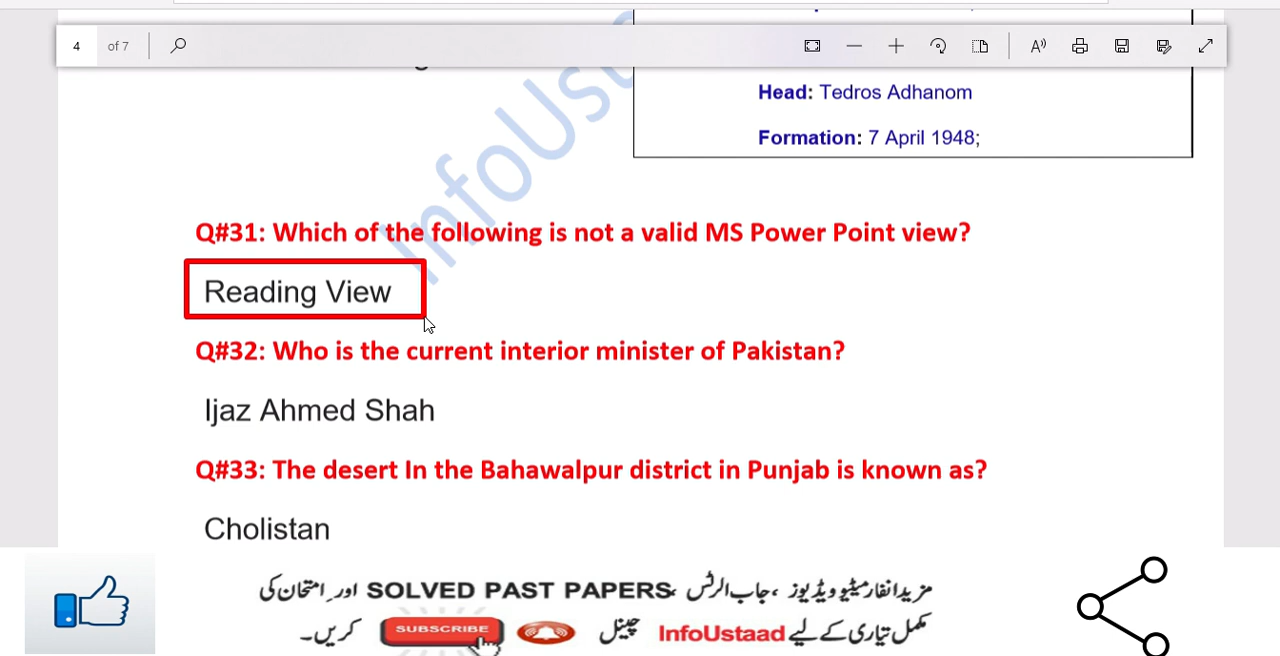 4 of 7
Head: Tedros Adhanom
Formation: 7 April 1948;
InfoUst
Q#31: Which of the following is not a valid MS Power Point view?
Reading View
Q#32: Who is the current interior minister of Pakistan?
Ijaz Ahmed Shah
Q#33: The desert In the Bahawalpur district in Punjab is known as?
Cholistan
مزید انفارمیٹیو ویڈیوز ،جاب الرٹس ،SOLVED PAST PAPERS اور امتحان کی
مکمل تیاری کے لیے InfoUstaad چینل SUBSCRIBE کریں۔